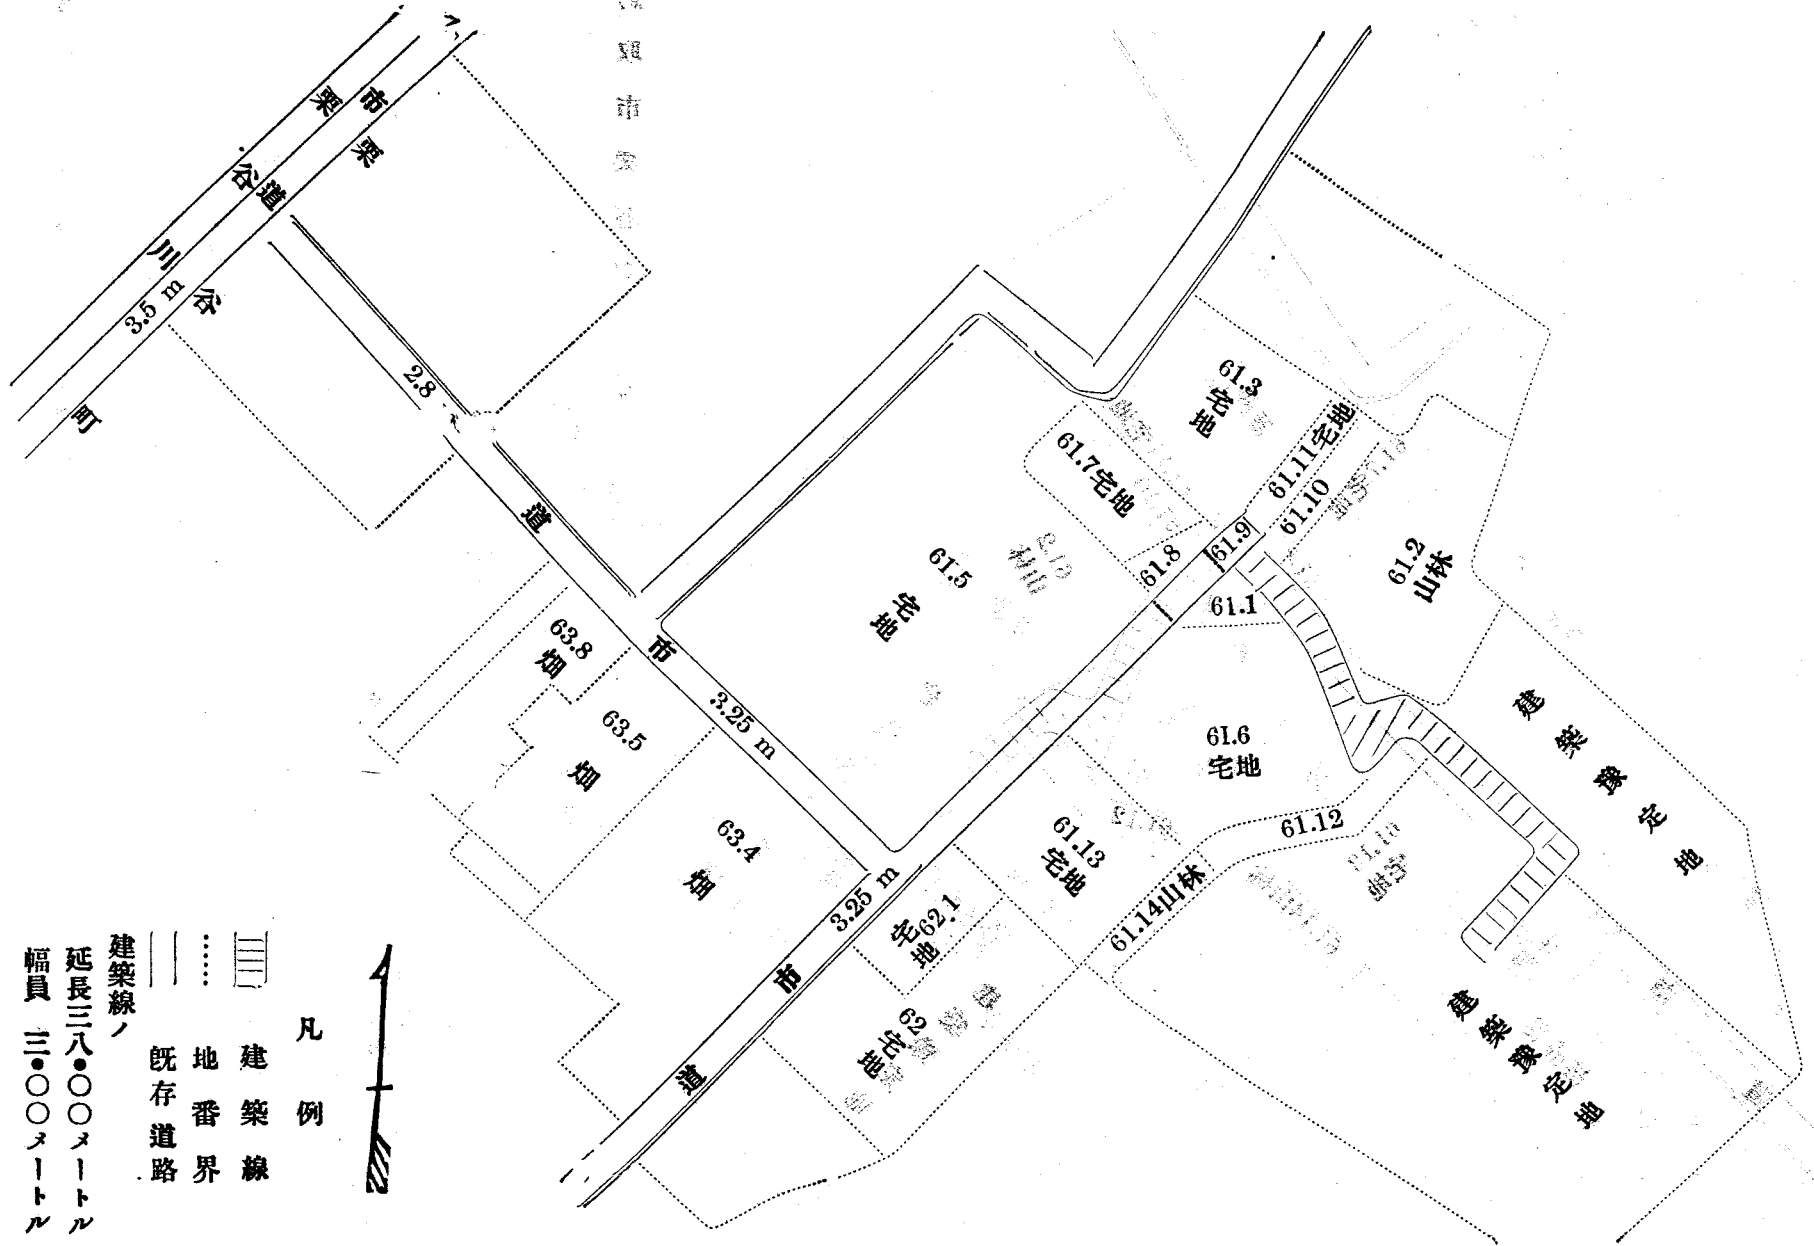 栗谷川
市道
3.5 m
栗谷町
2.8
道
市
3.25 m
3.25 m
市
道
61.3
宅地
61.11宅地
61.10
61.7宅地
61.9
61.8
61.1
61.2
山林
61.5
宅地
63.8
畑
63.5
畑
63.4
畑
61.6
宅地
61.12
61.13
宅地
61.14山林
62.1
宅地
62
宅地
建築豫定地
建築豫定地
凡例
建築線
地番界
既存道路
建築線ノ
延長三八●〇〇メートル
幅員 三●〇〇メートル